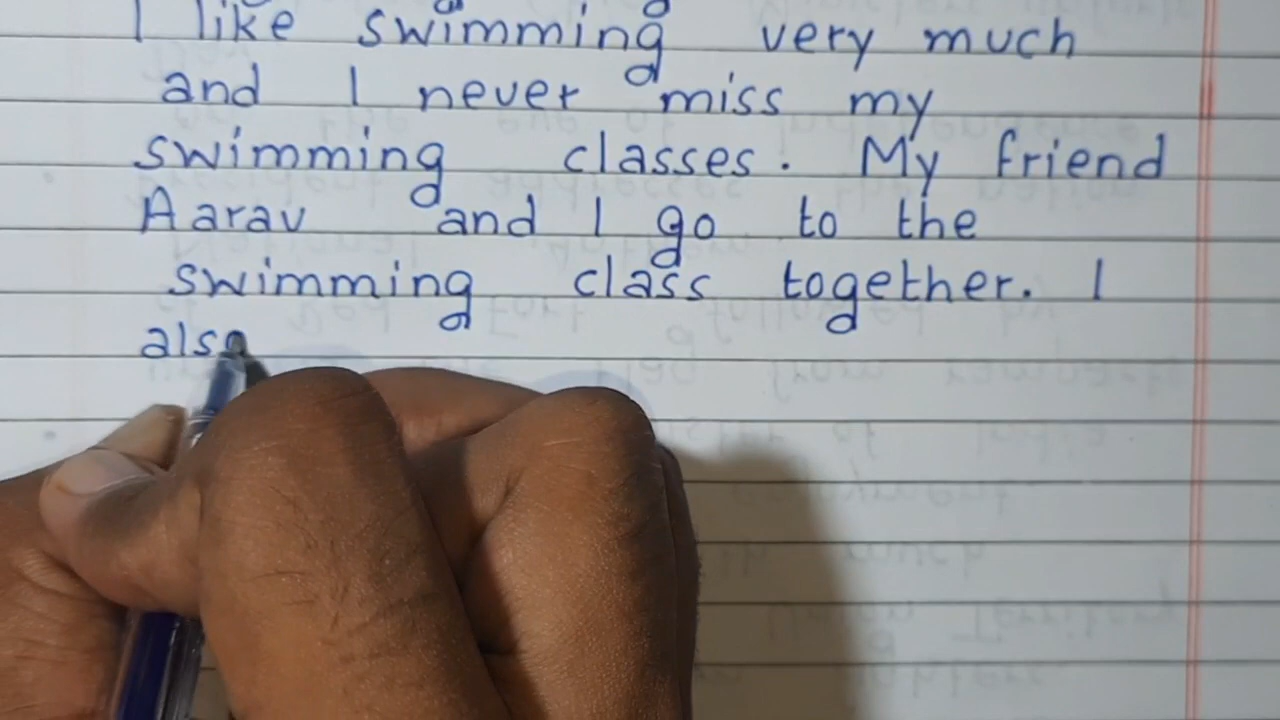 I like swimming very much
and I never miss my
swimming classes. My friend
Aarav and I go to the
swimming class together. I
also